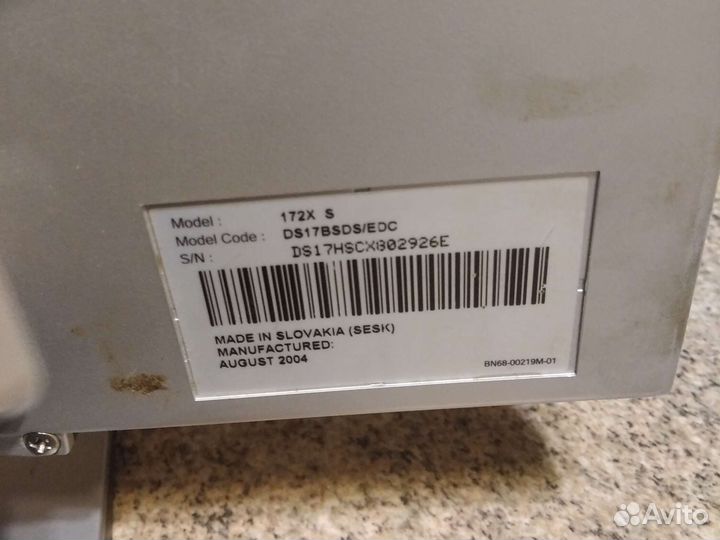 Model : 172X S
Model Code : DS17BSDS/EDC
S/N : DS17HSCX802926E
MADE IN SLOVAKIA (SESK)
MANUFACTURED:
AUGUST 2004
BN68-00219M-01
Avito